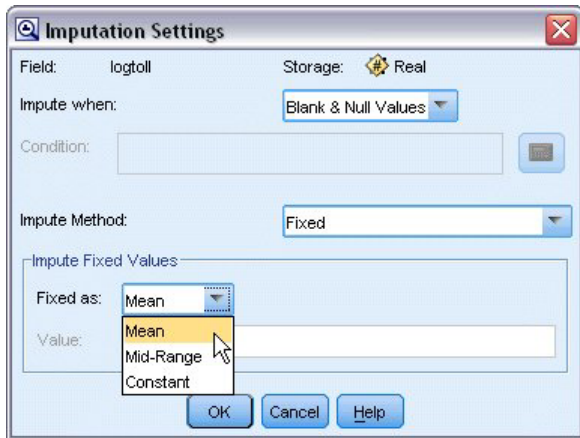 Imputation Settings
Field: logtoll Storage: Real
Impute when: Blank & Null Values
Condition:
Impute Method: Fixed
Impute Fixed Values
Fixed as: Mean
Value:
Mean
Mid-Range
Constant
OK Cancel Help